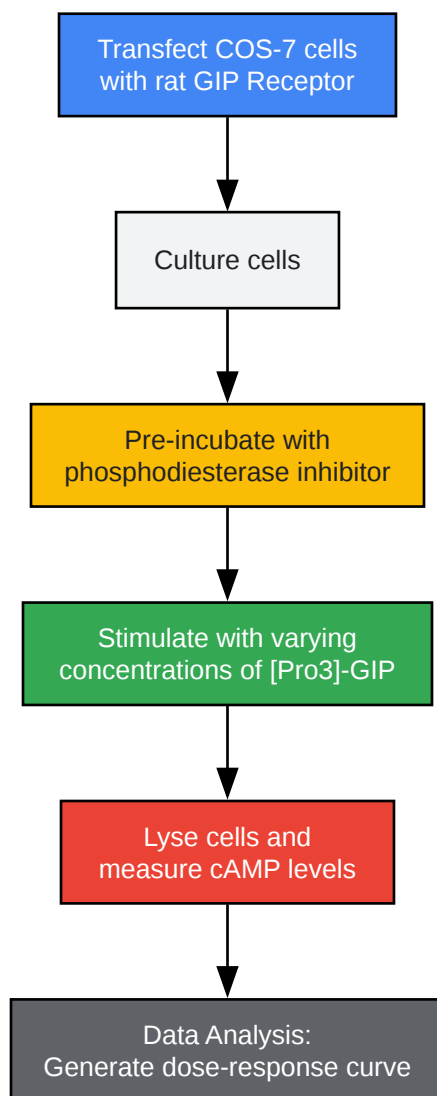 Transfect COS-7 cells
with rat GIP Receptor
Culture cells
Pre-incubate with
phosphodiesterase inhibitor
Stimulate with varying
concentrations of [Pro3]-GIP
Lyse cells and
measure cAMP levels
Data Analysis:
Generate dose-response curve